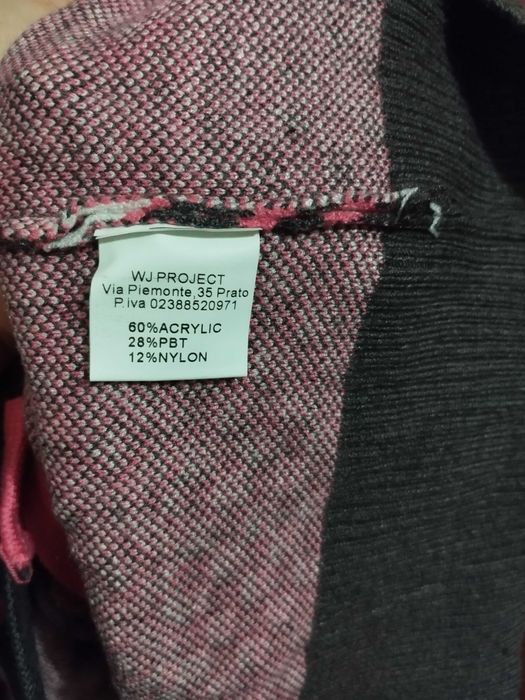 WJ PROJECT
Via Piemonte,35 Prato
P.iva 02388520971
60%ACRYLIC
28%PBT
12%NYLON